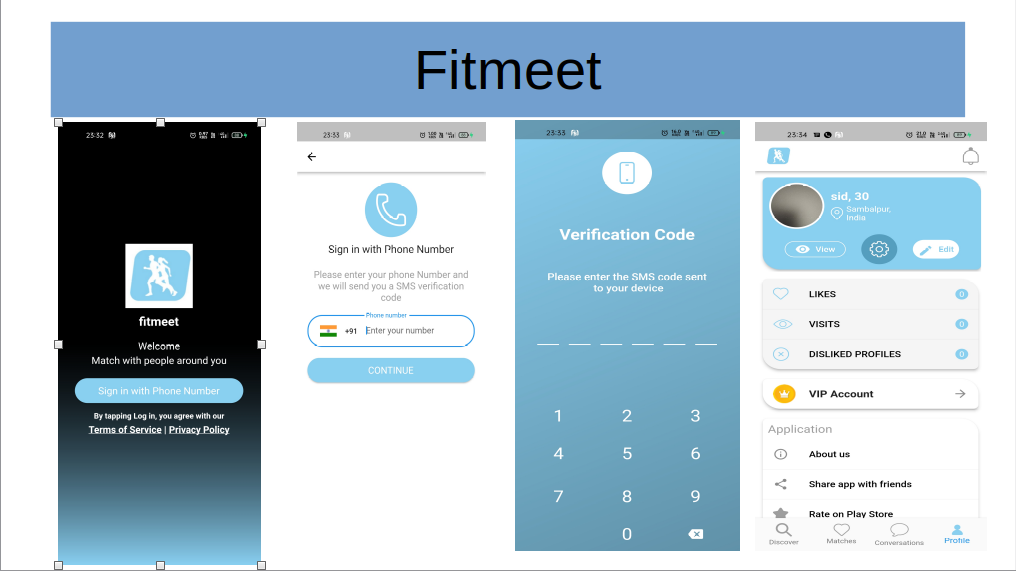 Fitmeet
23:32
fitmeet
Welcome
Match with people around you
Sign in with Phone Number
By tapping Log in, you agree with our
Terms of Service | Privacy Policy
23:33
Sign in with Phone Number
Please enter your phone Number and
we will send you a SMS verification
code
Phone number
+91 Enter your number
CONTINUE
23:33
Verification Code
Please enter the SMS code sent
to your device
1 2 3
4 5 6
7 8 9
0
23:34
sid, 30
Sambalpur,
India
View
Edit
LIKES 0
VISITS 0
DISLIKED PROFILES 0
VIP Account
Application
About us
Share app with friends
Rate on Play Store
Discover Matches Conversations Profile